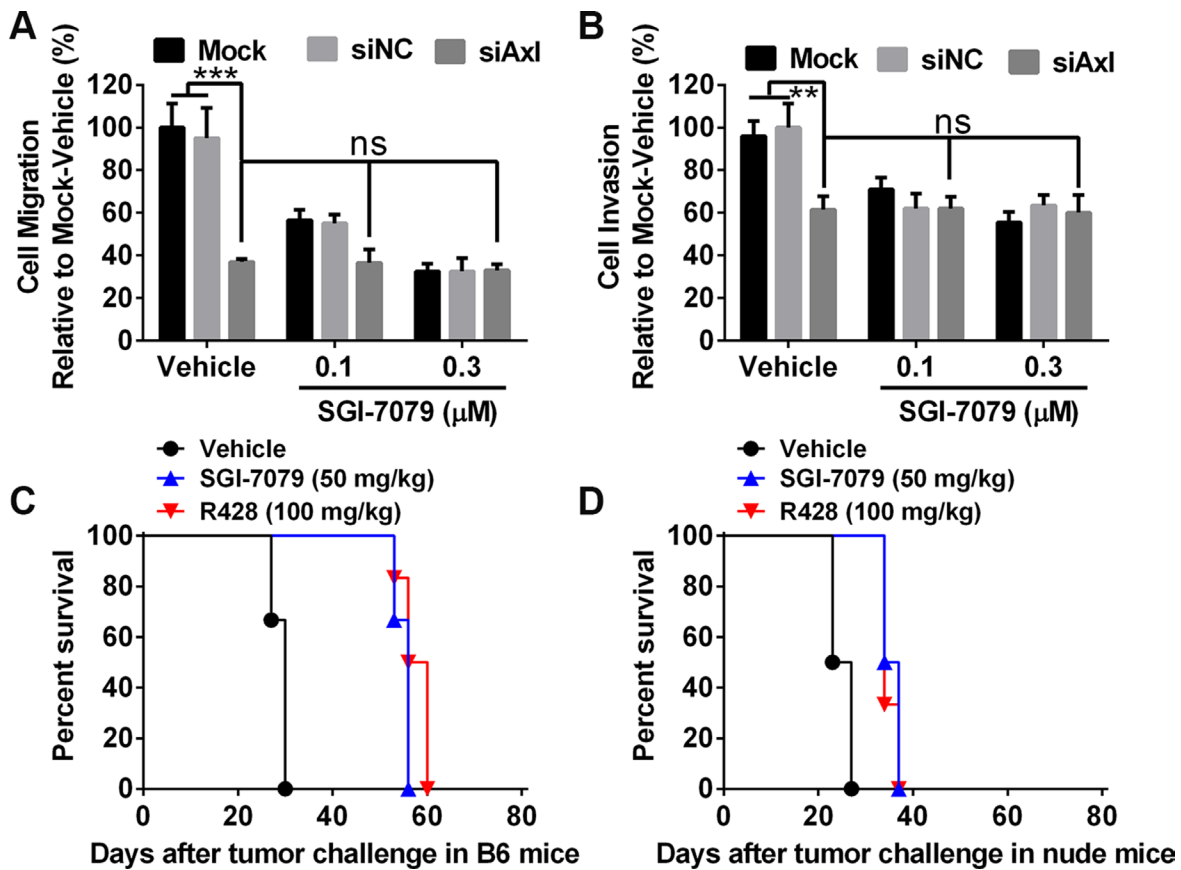 A
Mock siNC siAxl
Cell Migration
Relative to Mock-Vehicle (%)
120
100
80
60
40
20
0
***
ns
Vehicle 0.1 0.3
SGI-7079 (μM)
B
Mock siNC siAxl
Cell Invasion
Relative to Mock-Vehicle (%)
120
100
80
60
40
20
0
**
ns
Vehicle 0.1 0.3
SGI-7079 (μM)
C
Vehicle
SGI-7079 (50 mg/kg)
R428 (100 mg/kg)
Percent survival
100
80
60
40
20
0
0 20 40 60 80
Days after tumor challenge in B6 mice
D
Vehicle
SGI-7079 (50 mg/kg)
R428 (100 mg/kg)
Percent survival
100
80
60
40
20
0
0 20 40 60 80
Days after tumor challenge in nude mice